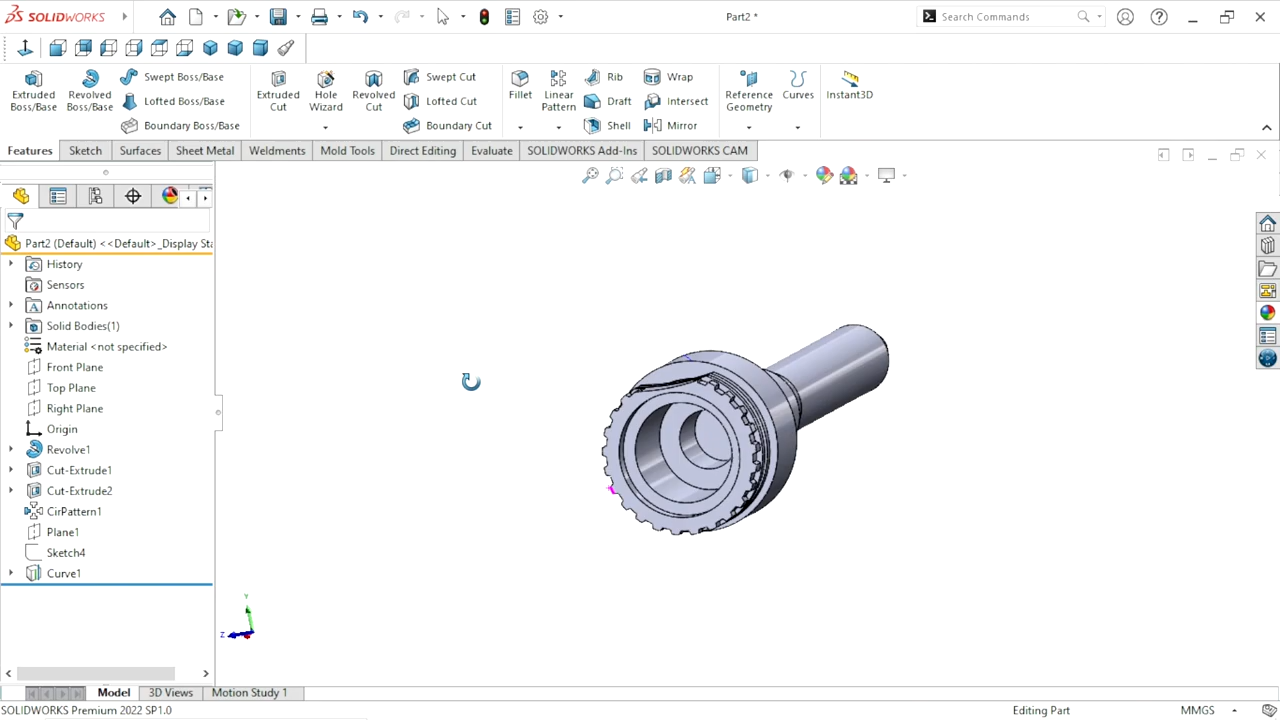 SOLIDWORKS
Part2 *
Search Commands
Extruded Boss/Base
Revolved Boss/Base
Swept Boss/Base
Lofted Boss/Base
Boundary Boss/Base
Extruded Cut
Hole Wizard
Revolved Cut
Swept Cut
Lofted Cut
Boundary Cut
Fillet
Linear Pattern
Rib
Draft
Shell
Wrap
Intersect
Mirror
Reference Geometry
Curves
Instant3D
Features
Sketch
Surfaces
Sheet Metal
Weldments
Mold Tools
Direct Editing
Evaluate
SOLIDWORKS Add-Ins
SOLIDWORKS CAM
Part2 (Default) <<Default>_Display Sta
History
Sensors
Annotations
Solid Bodies(1)
Material <not specified>
Front Plane
Top Plane
Right Plane
Origin
Revolve1
Cut-Extrude1
Cut-Extrude2
CirPattern1
Plane1
Sketch4
Curve1
Y
Z
Model
3D Views
Motion Study 1
SOLIDWORKS Premium 2022 SP1.0
Editing Part
MMGS